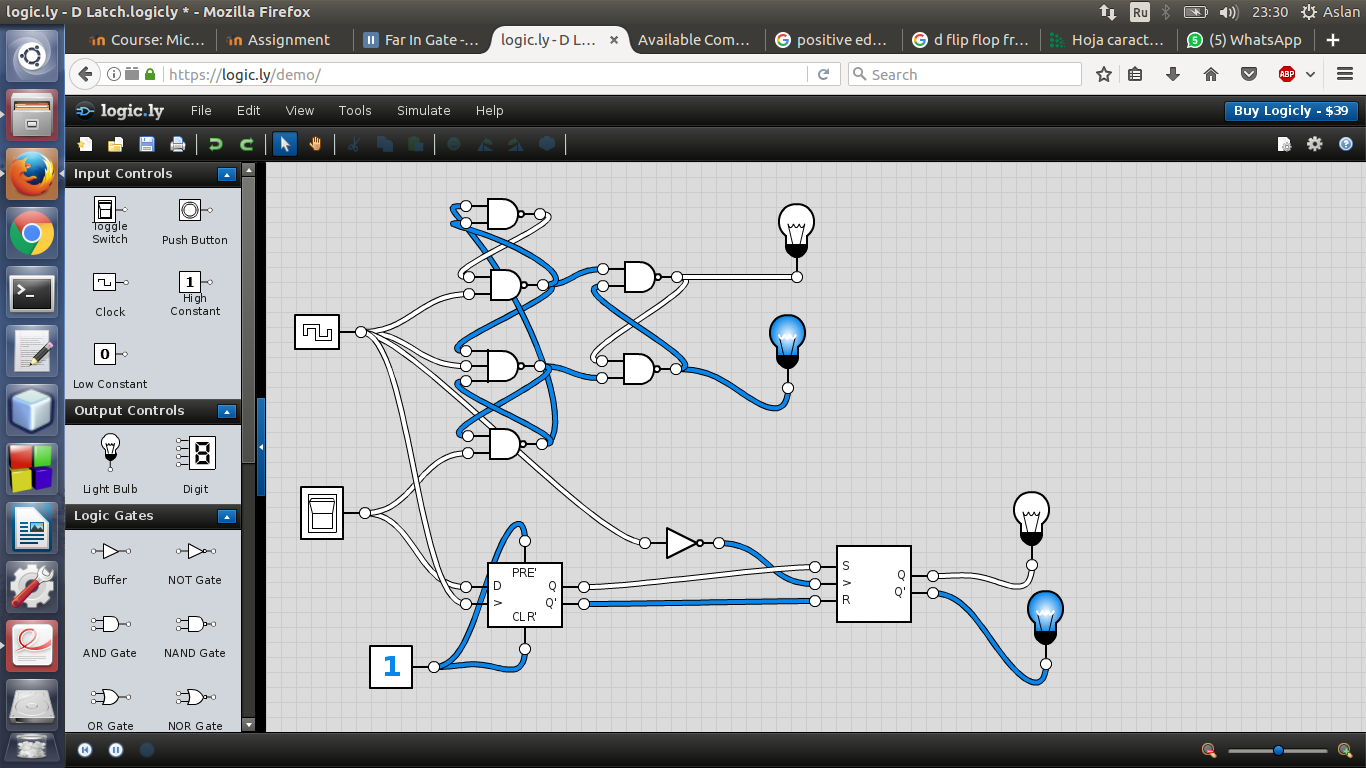 logic.ly - D Latch.logicly * - Mozilla Firefox
Ru
23:30
Aslan
Course: Mic...
Assignment
Far In Gate -...
logic.ly - D L...
Available Com...
positive ed...
d flip flop fr...
Hoja caract...
(5) WhatsApp
https://logic.ly/demo/
Search
ABP
logic.ly
File
Edit
View
Tools
Simulate
Help
Buy Logicly - $39
Input Controls
Toggle
Switch
Push Button
Clock
1
High
Constant
0
Low Constant
Output Controls
Light Bulb
Digit
Logic Gates
Buffer
NOT Gate
AND Gate
NAND Gate
OR Gate
NOR Gate
PRE'
D
Q
>
Q'
CLR'
1
S
>
R
Q
Q'